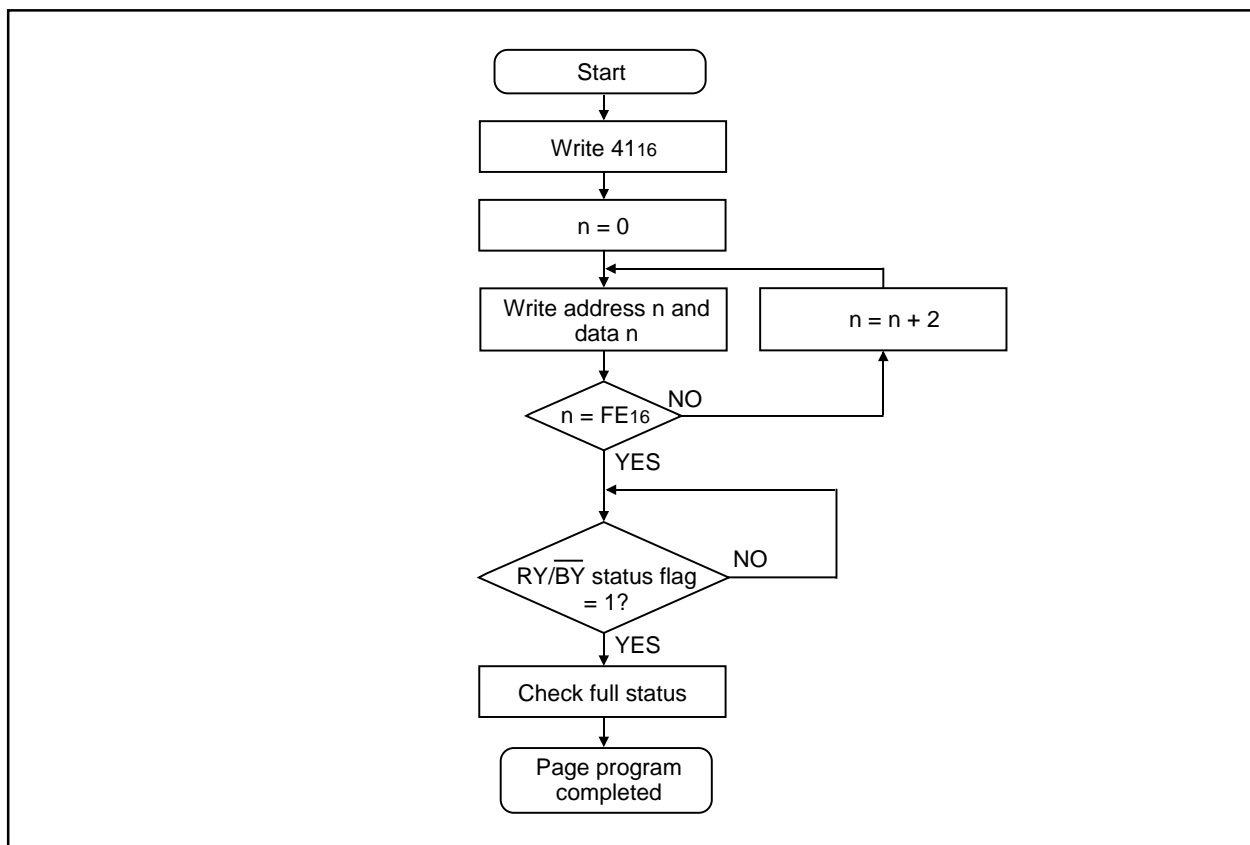 Start
Write 4116
n = 0
Write address n and
data n
n = n + 2
n = FE16
NO
YES
RY/B̅Y̅ status flag
= 1?
NO
YES
Check full status
Page program
completed